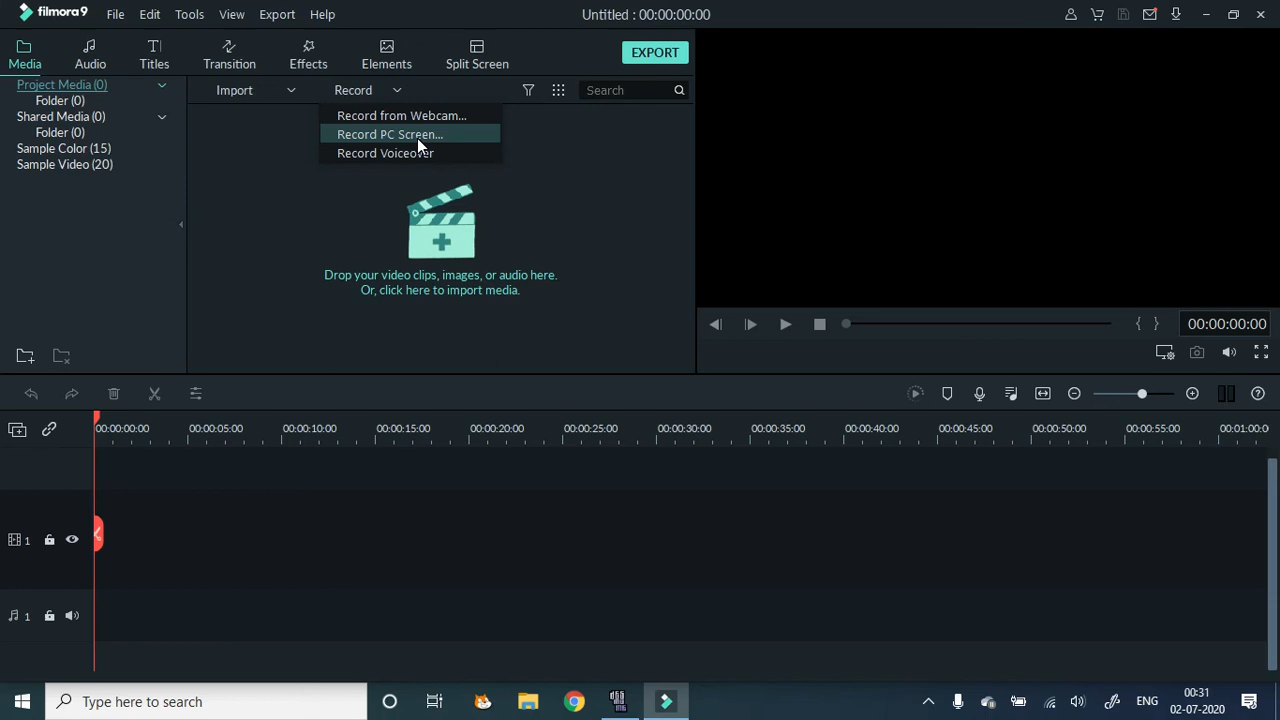 filmora9
File Edit Tools View Export Help
Untitled : 00:00:00:00
Media Audio Titles Transition Effects Elements Split Screen
EXPORT
Project Media (0)
Folder (0)
Shared Media (0)
Folder (0)
Sample Color (15)
Sample Video (20)
Import Record Search
Record from Webcam...
Record PC Screen...
Record Voiceover
Drop your video clips, images, or audio here.
Or, click here to import media.
{ } 00:00:00:00
00:00:00:00 00:00:05:00 00:00:10:00 00:00:15:00 00:00:20:00 00:00:25:00 00:00:30:00 00:00:35:00 00:00:40:00 00:00:45:00 00:00:50:00 00:00:55:00 00:01:00:0
1
1
Type here to search
ENG
00:31
02-07-2020